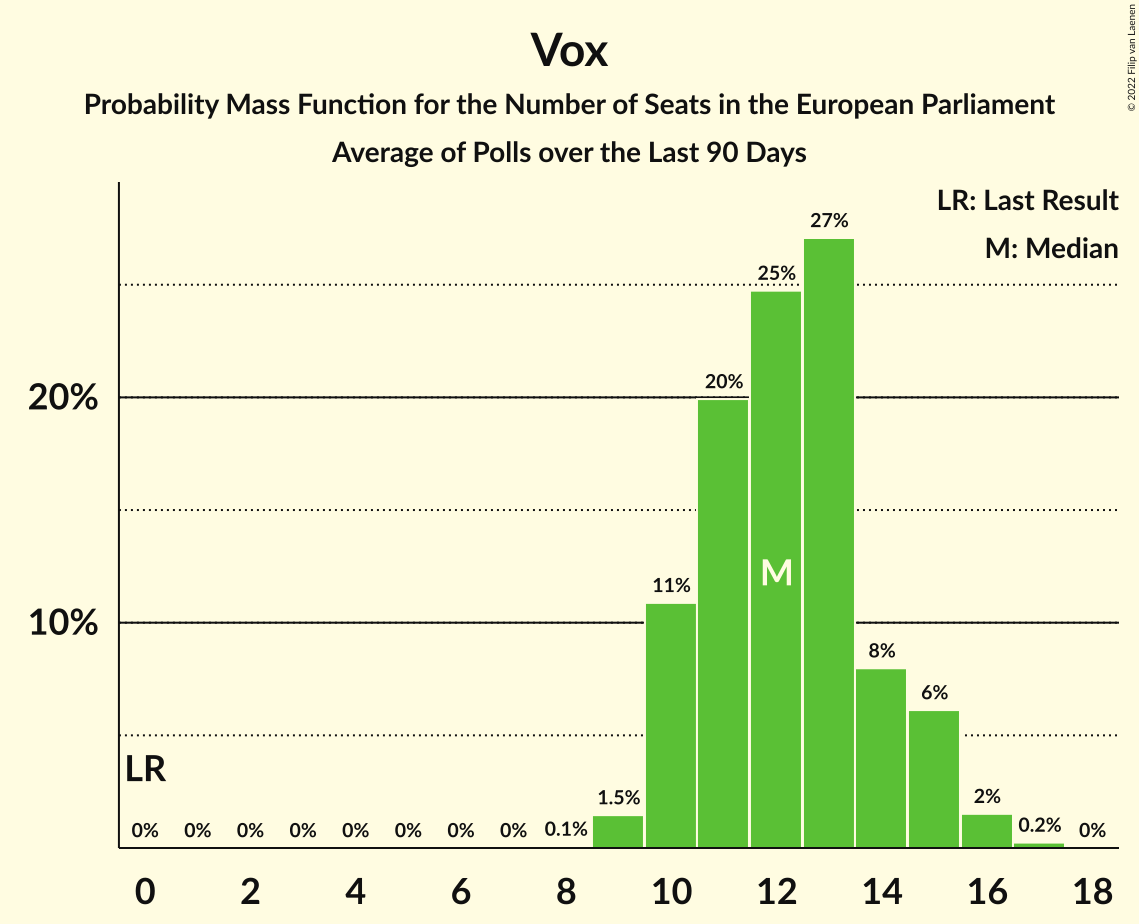 Vox
Probability Mass Function for the Number of Seats in the European Parliament
Average of Polls over the Last 90 Days
© 2022 Filip van Laenen
LR: Last Result
M: Median
27%
25%
20%
20%
11%
M
10%
8%
6%
LR
1.5%
2%
0% 0% 0% 0% 0% 0% 0% 0% 0.1% 0.2% 0%
0 2 4 6 8 10 12 14 16 18